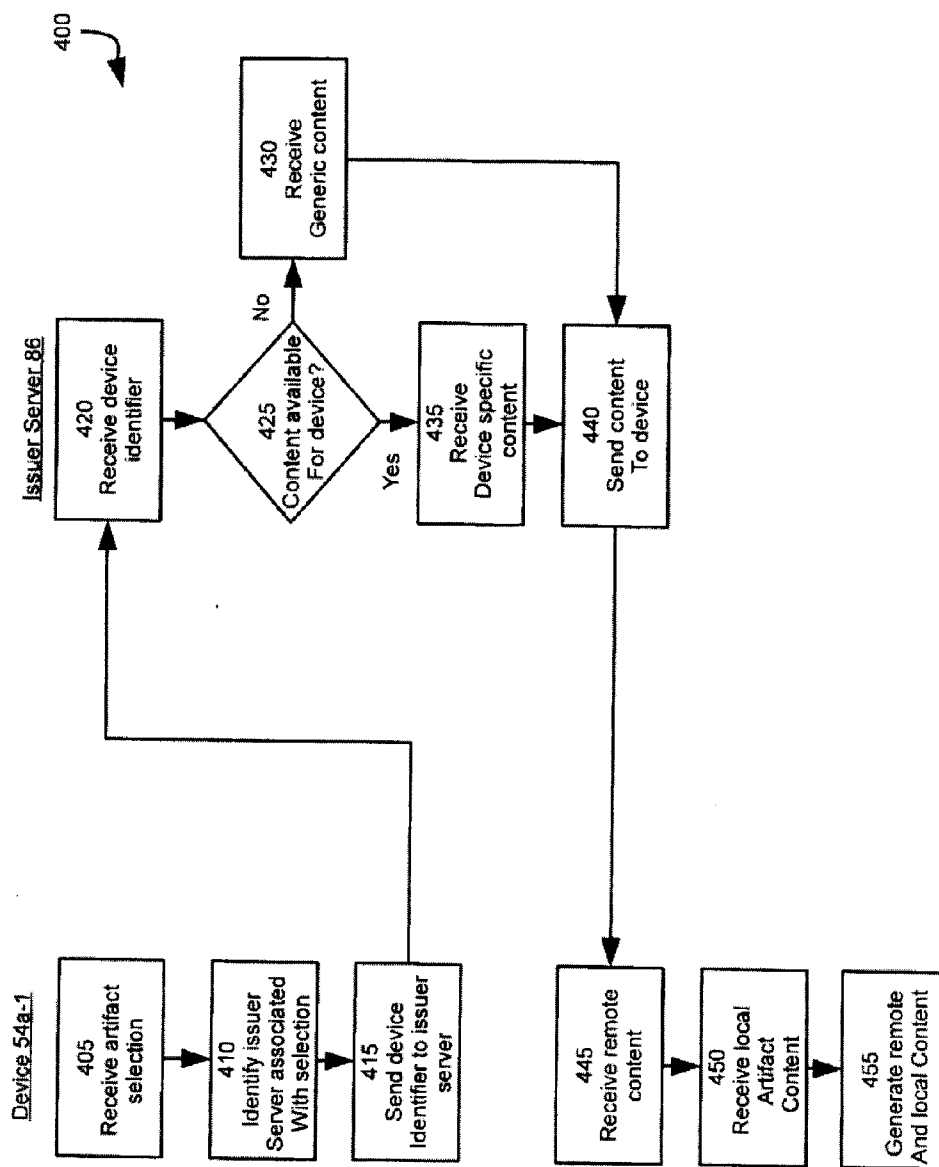 400
Device 54a-1
405
Receive artifact
selection
410
Identify issuer
Server associated
With selection
415
Send device
Identifier to issuer
server
Issuer Server 86
420
Receive device
identifier
425
Content available
For device?
No
430
Receive
Generic content
Yes
435
Receive
Device specific
content
440
Send content
To device
445
Receive remote
content
450
Receive local
Artifact
Content
455
Generate remote
And local Content